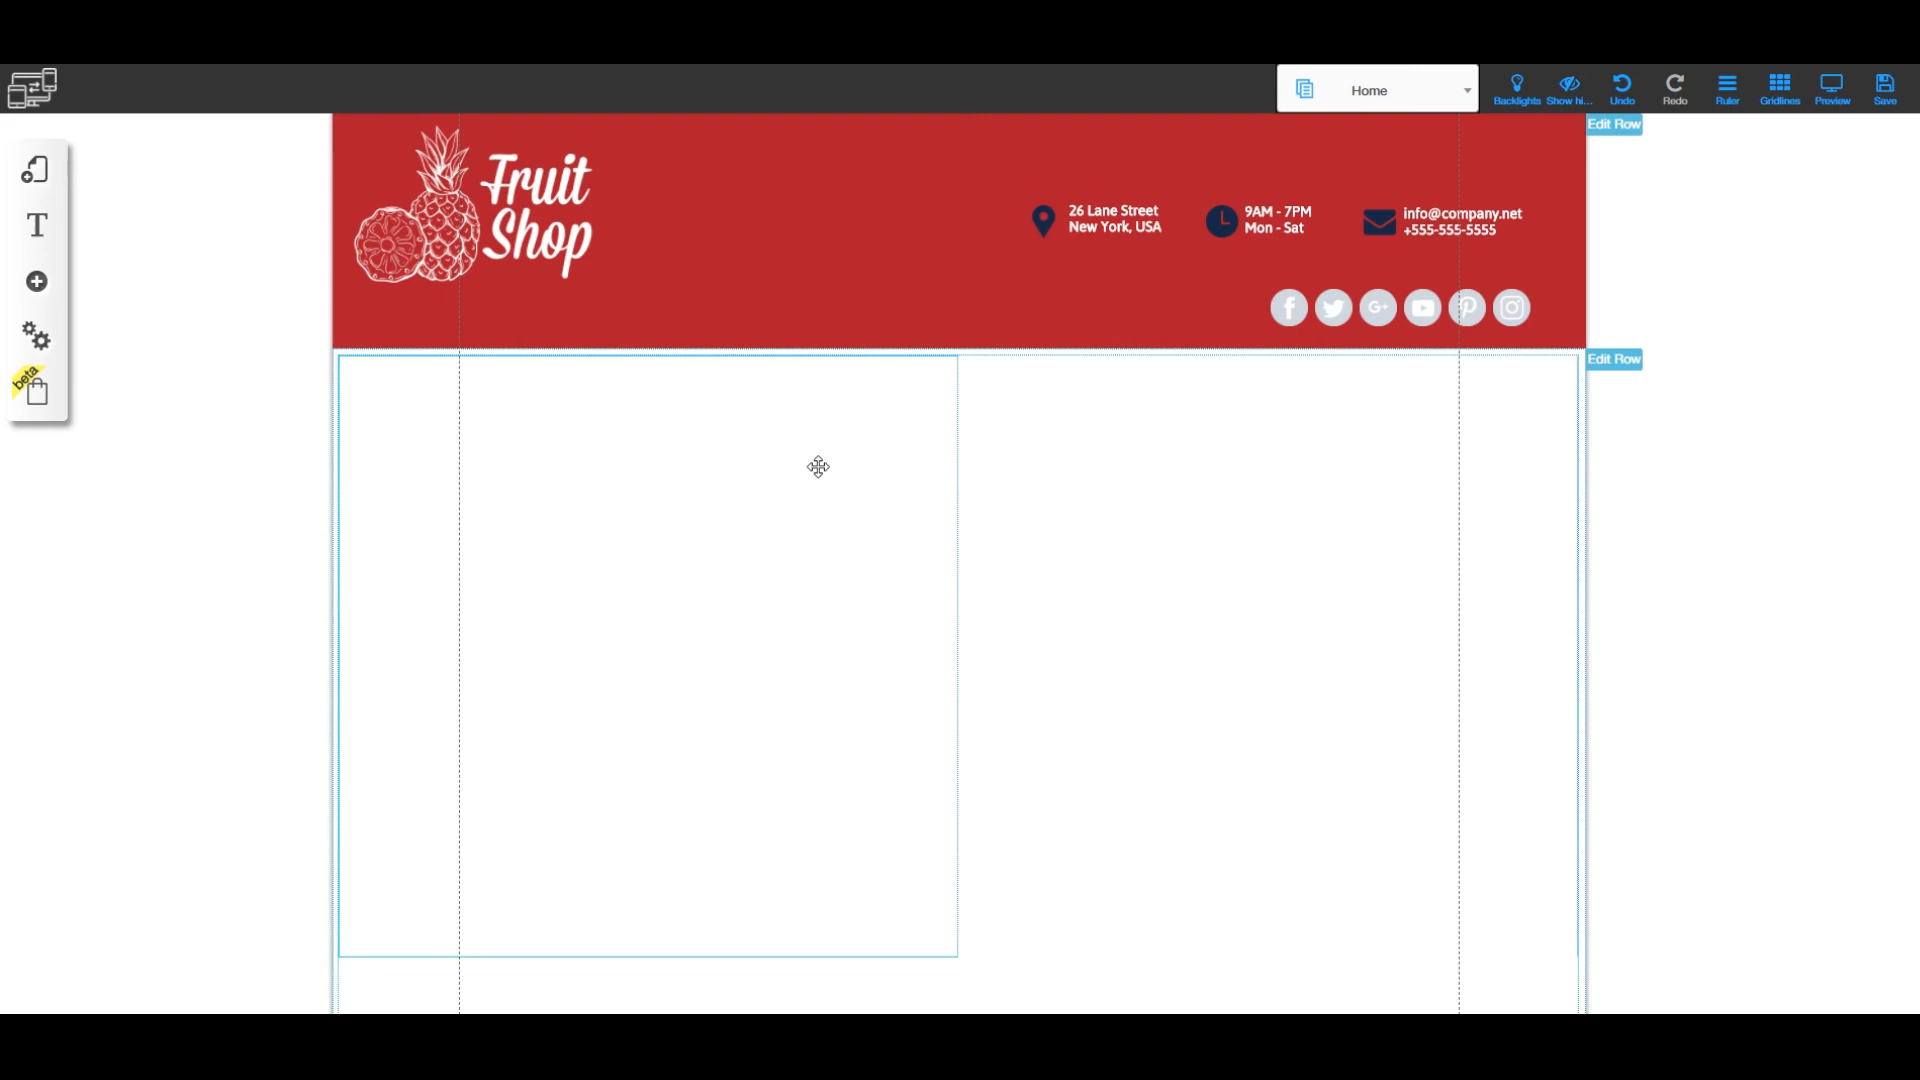 Home
Backlights Show hi... Undo Redo Ruler Gridlines Preview Save
Edit Row
Fruit
Shop
26 Lane Street
New York, USA
9AM - 7PM
Mon - Sat
info@company.net
+555-555-5555
f G+ P
Edit Row
T
beta